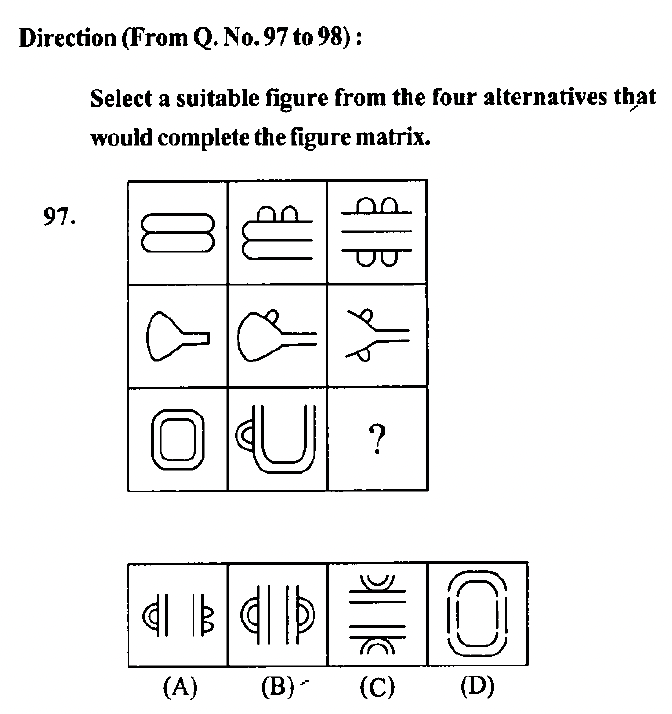 Direction (From Q. No. 97 to 98) :
Select a suitable figure from the four alternatives that
would complete the figure matrix.
97.
?
(A) (B) (C) (D)